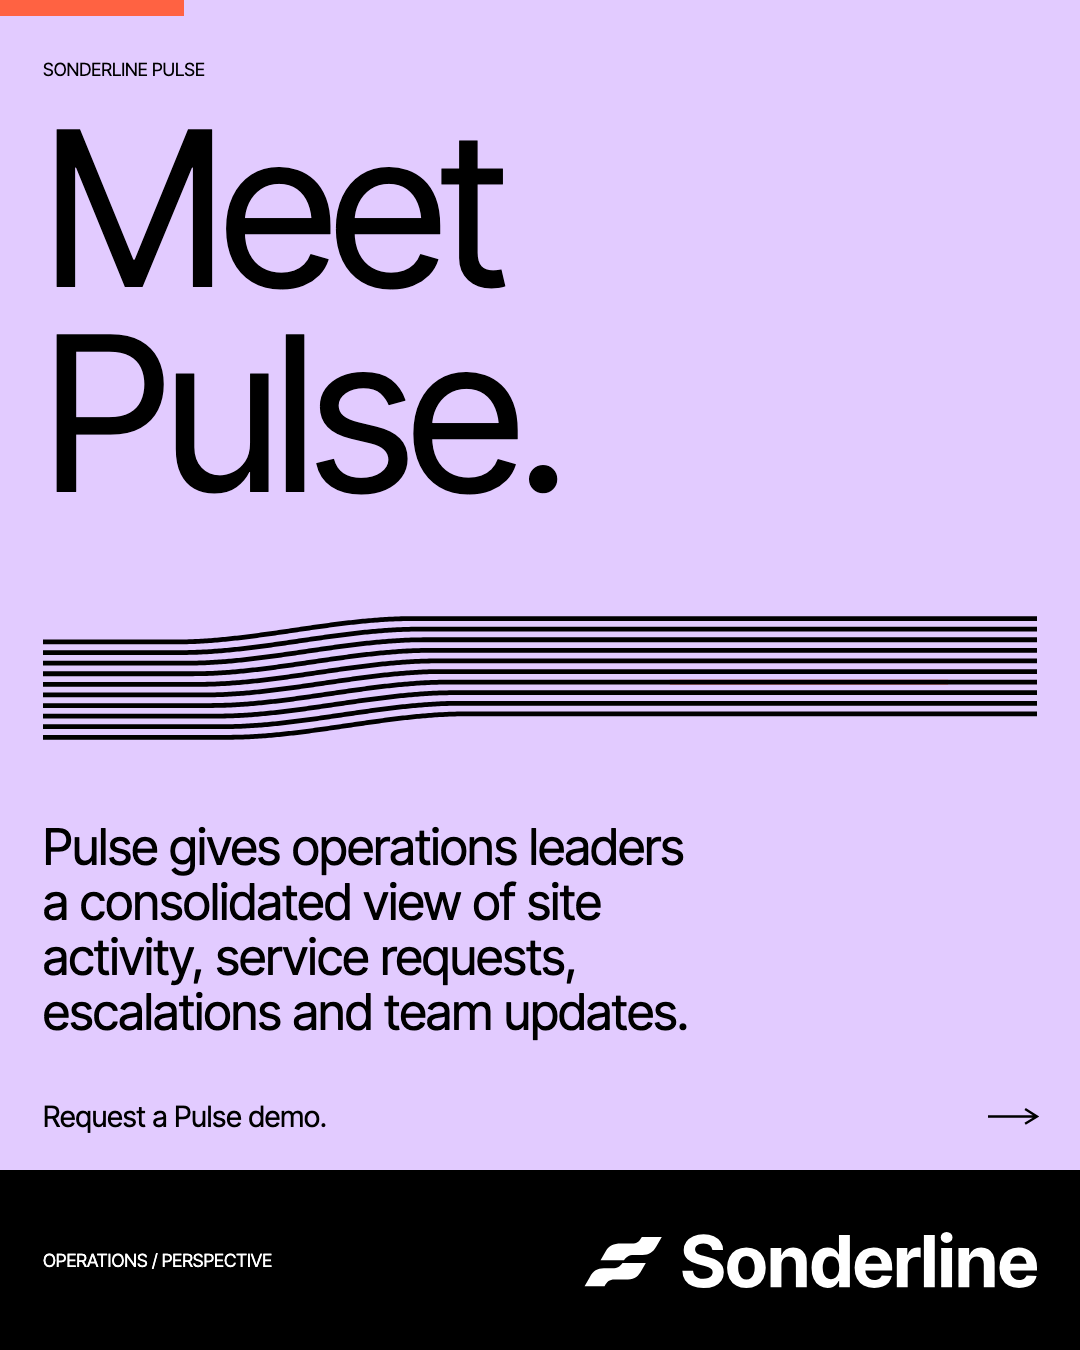 SONDERLINE PULSE
Meet
Pulse.
Pulse gives operations leaders
a consolidated view of site
activity, service requests,
escalations and team updates.
Request a Pulse demo.
OPERATIONS / PERSPECTIVE
Sonderline